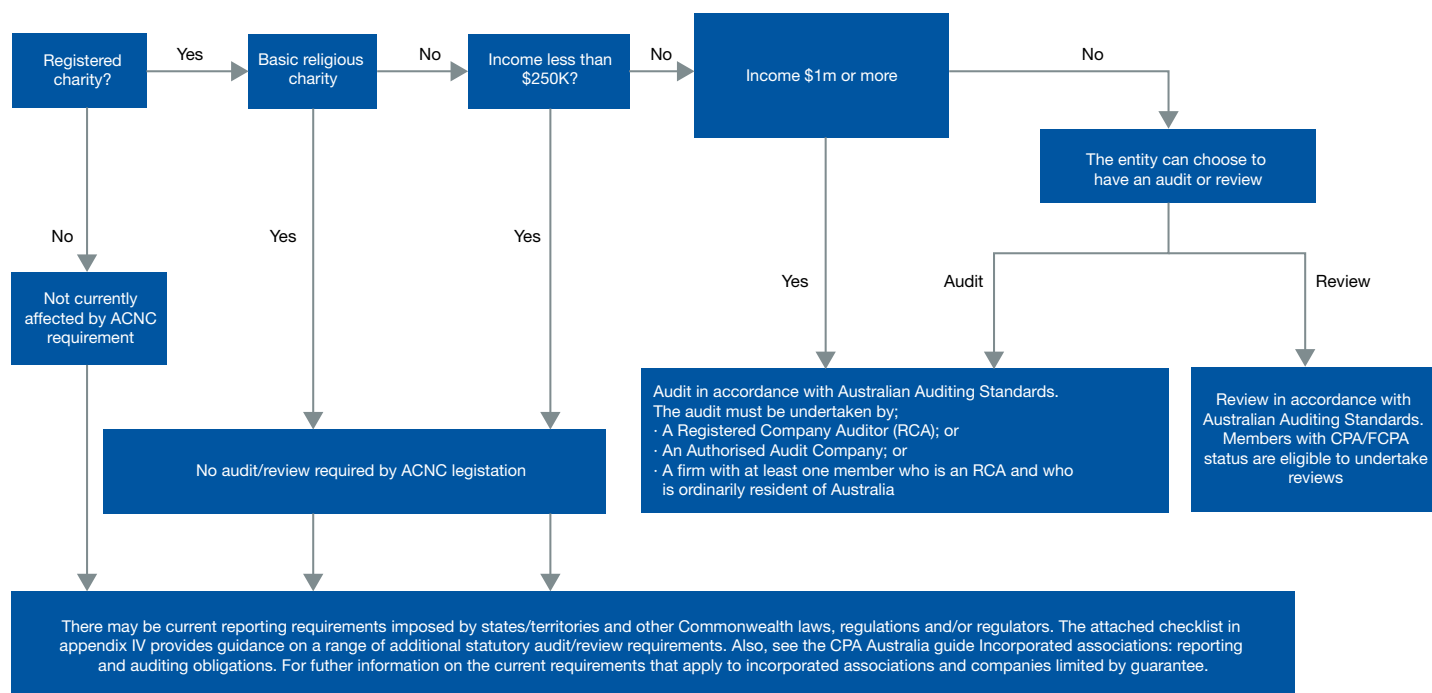 Registered
charity?
Yes
Basic religious
charity
No
Income less than
$250K?
No
Income $1m or more
No
The entity can choose to
have an audit or review
No
Yes
Yes
Yes
Audit
Review
Not currently
affected by ACNC
requirement
Audit in accordance with Australian Auditing Standards.
The audit must be undertaken by;
· A Registered Company Auditor (RCA); or
· An Authorised Audit Company; or
· A firm with at least one member who is an RCA and who
is ordinarily resident of Australia
Review in accordance with
Australian Auditing Standards.
Members with CPA/FCPA
status are eligible to undertake
reviews
No audit/review required by ACNC legistation
There may be current reporting requirements imposed by states/territories and other Commonwealth laws, regulations and/or regulators. The attached checklist in
appendix IV provides guidance on a range of additional statutory audit/review requirements. Also, see the CPA Australia guide Incorporated associations: reporting
and auditing obligations. For futher information on the current requirements that apply to incorporated associations and companies limited by guarantee.